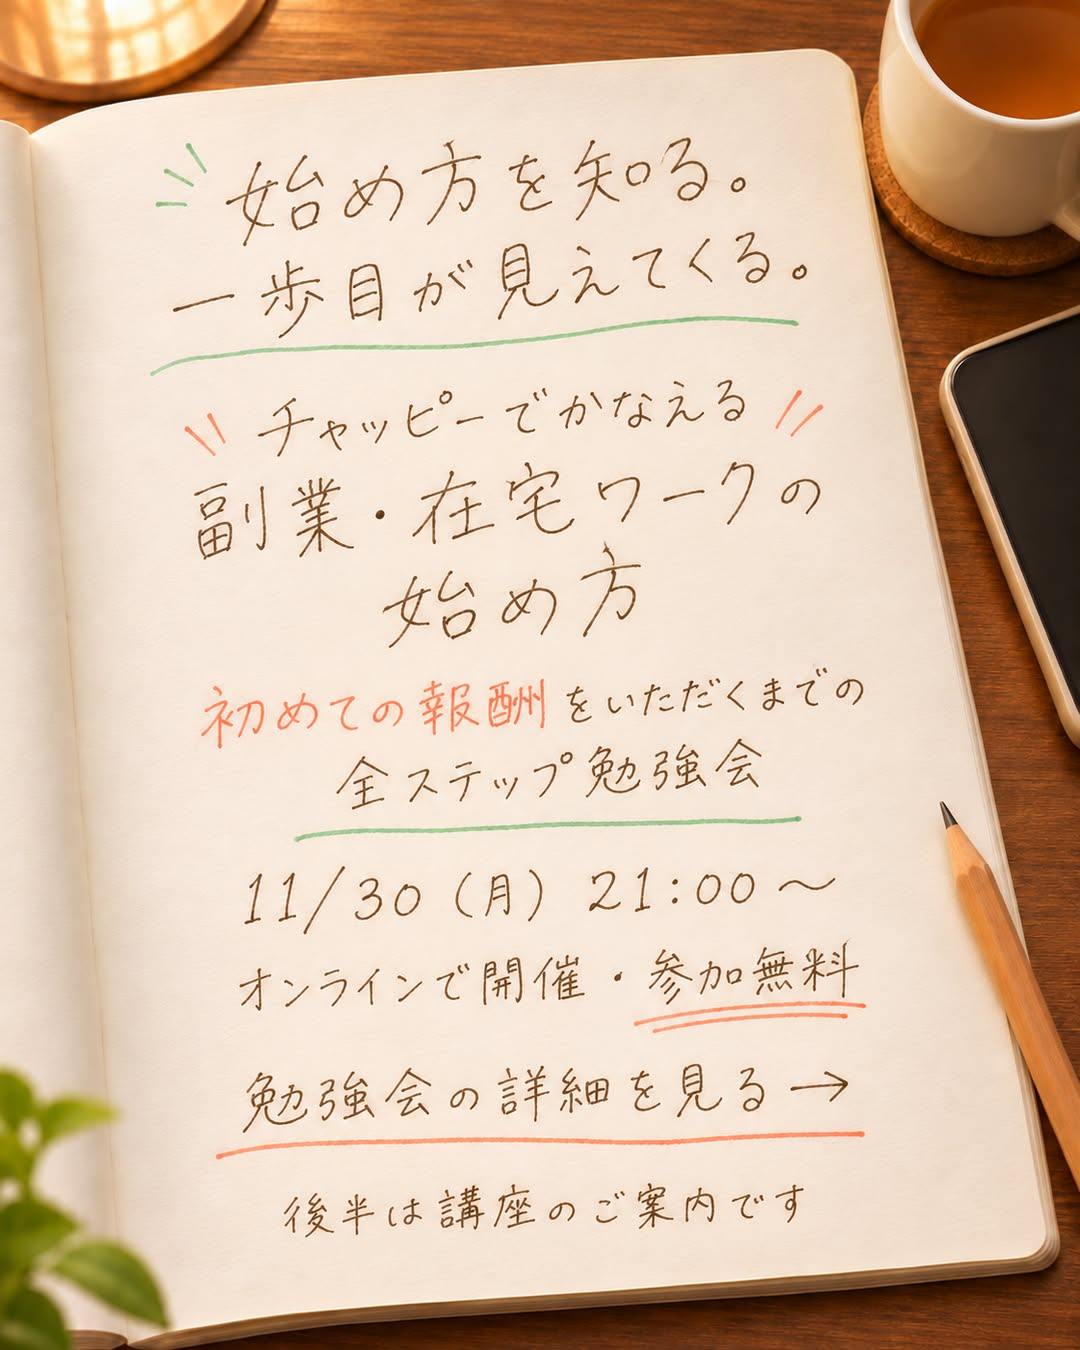 始め方を知る。
一歩目が見えてくる。
チャッピーでかなえる
副業・在宅ワークの
始め方
初めての報酬をいただくまでの
全ステップ勉強会
11/30（月）21:00～
オンラインで開催・参加無料
勉強会の詳細を見る→
後半は講座のご案内です